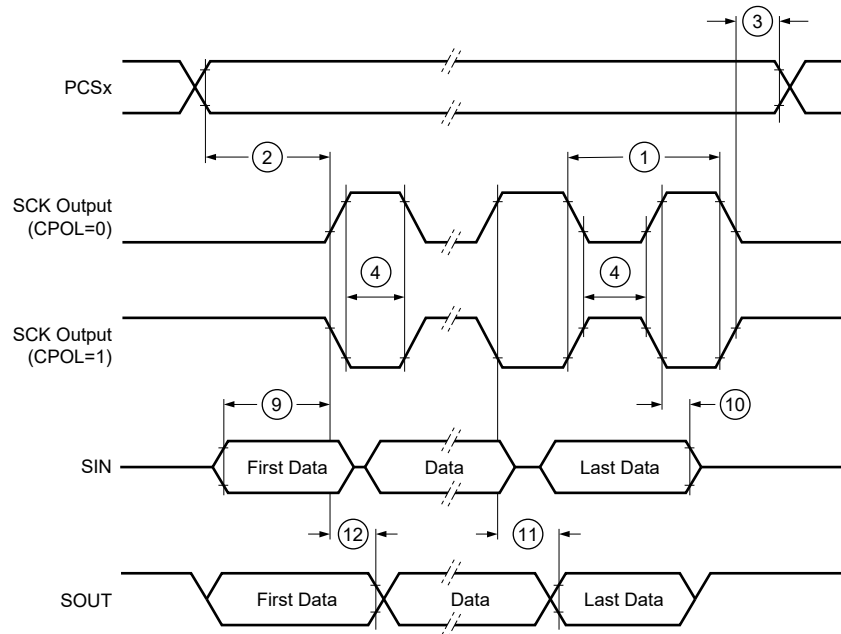 3
PCSx
2
1
SCK Output
(CPOL=0)
4
4
SCK Output
(CPOL=1)
9
10
SIN
First Data
Data
Last Data
12
11
SOUT
First Data
Data
Last Data